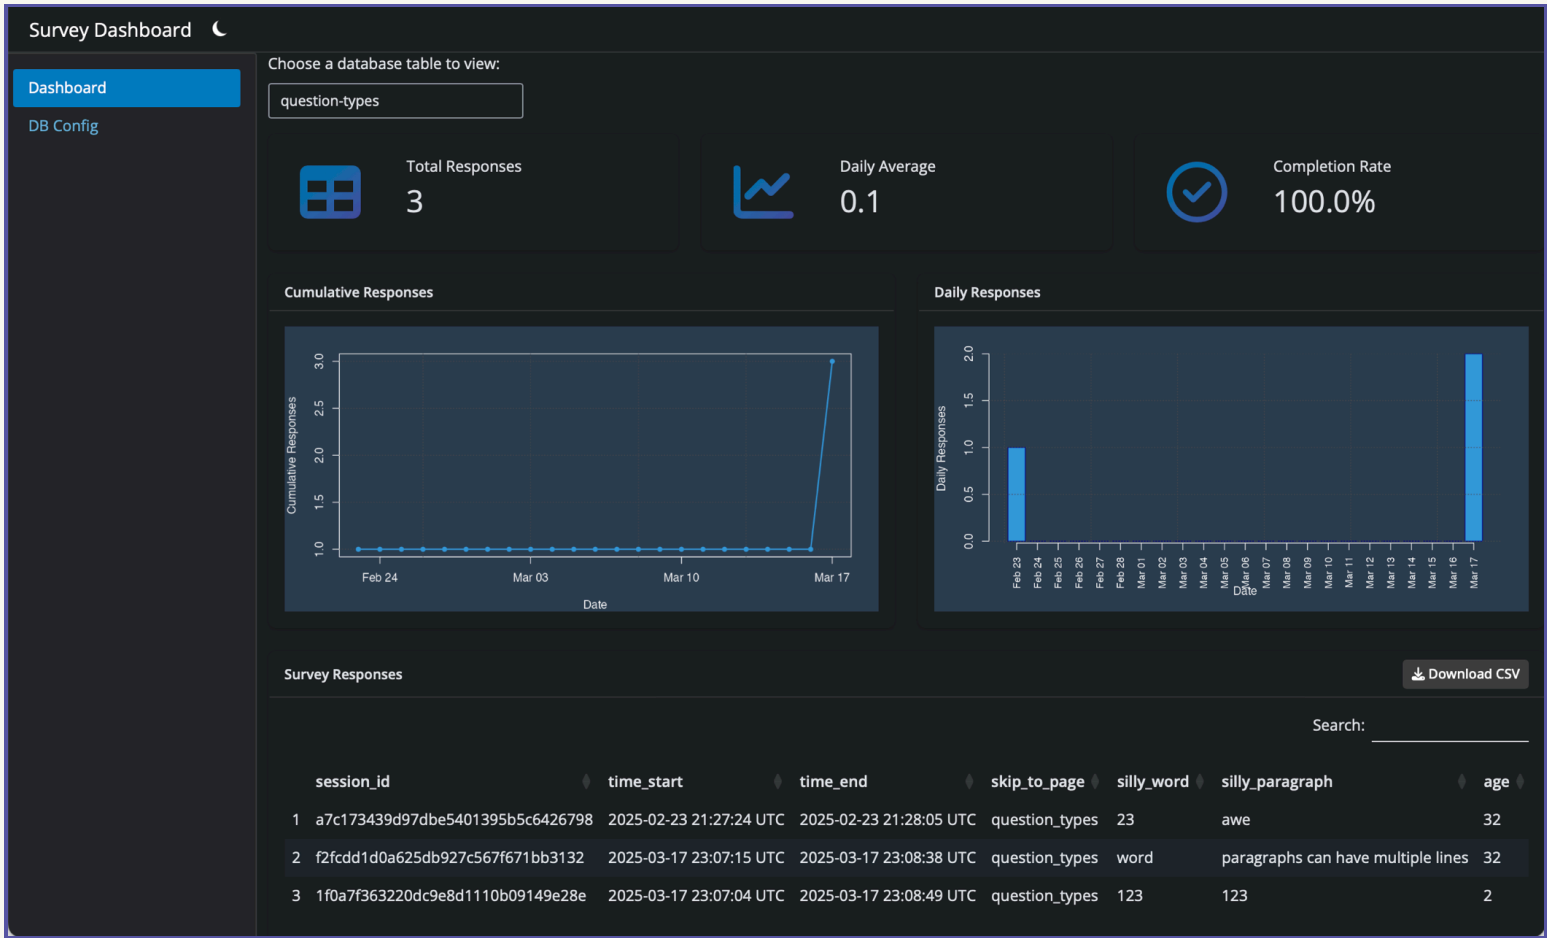 Survey Dashboard
Dashboard
DB Config
Choose a database table to view:
question-types
Total Responses
3
Daily Average
0.1
Completion Rate
100.0%
Cumulative Responses
Cumulative Responses
3.0
2.5
2.0
1.5
1.0
Feb 24 Mar 03 Mar 10 Mar 17
Date
Daily Responses
Daily Responses
2.0
1.5
1.0
0.5
0.0
Feb 23 Feb 24 Feb 25 Feb 26 Feb 27 Feb 28 Mar 01 Mar 02 Mar 03 Mar 04 Mar 05 Mar 06 Mar 07 Mar 08 Mar 09 Mar 10 Mar 11 Mar 12 Mar 13 Mar 14 Mar 15 Mar 16 Mar 17
Date
Survey Responses
Download CSV
Search:
session_id time_start time_end skip_to_page silly_word silly_paragraph age
1 a7c173439d97dbe5401395b5c6426798 2025-02-23 21:27:24 UTC 2025-02-23 21:28:05 UTC question_types 23 awe 32
2 f2fcdd1d0a625db927c567f671bb3132 2025-03-17 23:07:15 UTC 2025-03-17 23:08:38 UTC question_types word paragraphs can have multiple lines 32
3 1f0a7f363220dc9e8d1110b09149e28e 2025-03-17 23:07:04 UTC 2025-03-17 23:08:49 UTC question_types 123 123 2